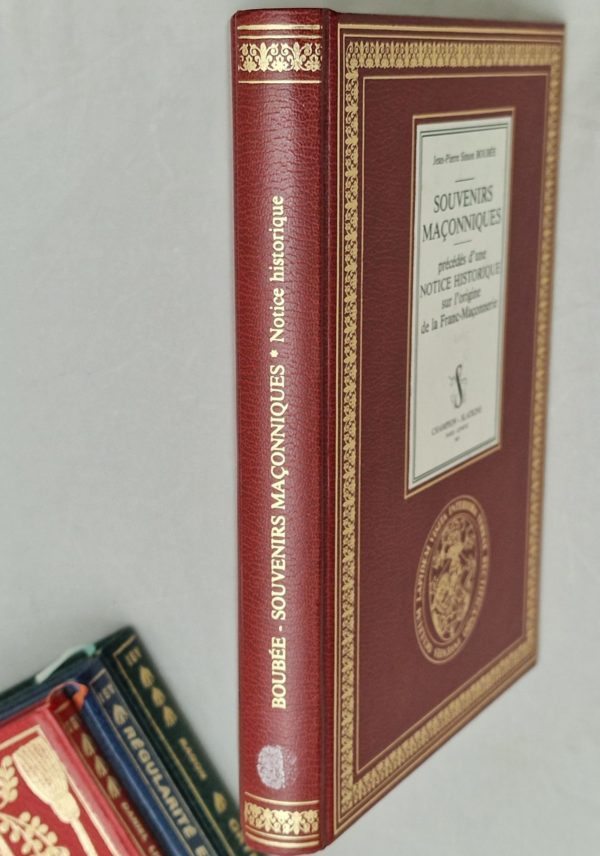 BOUBÉE - SOUVENIRS MAÇONNIQUES * Notice historique
Jean-Pierre Simon BOUBÉE
SOUVENIRS
MAÇONNIQUES
précédés d'une
NOTICE HISTORIQUE
sur l'origine
de la Franc-Maçonnerie
S
CHAMPION - SLATKINE
RÉGULARITÉ